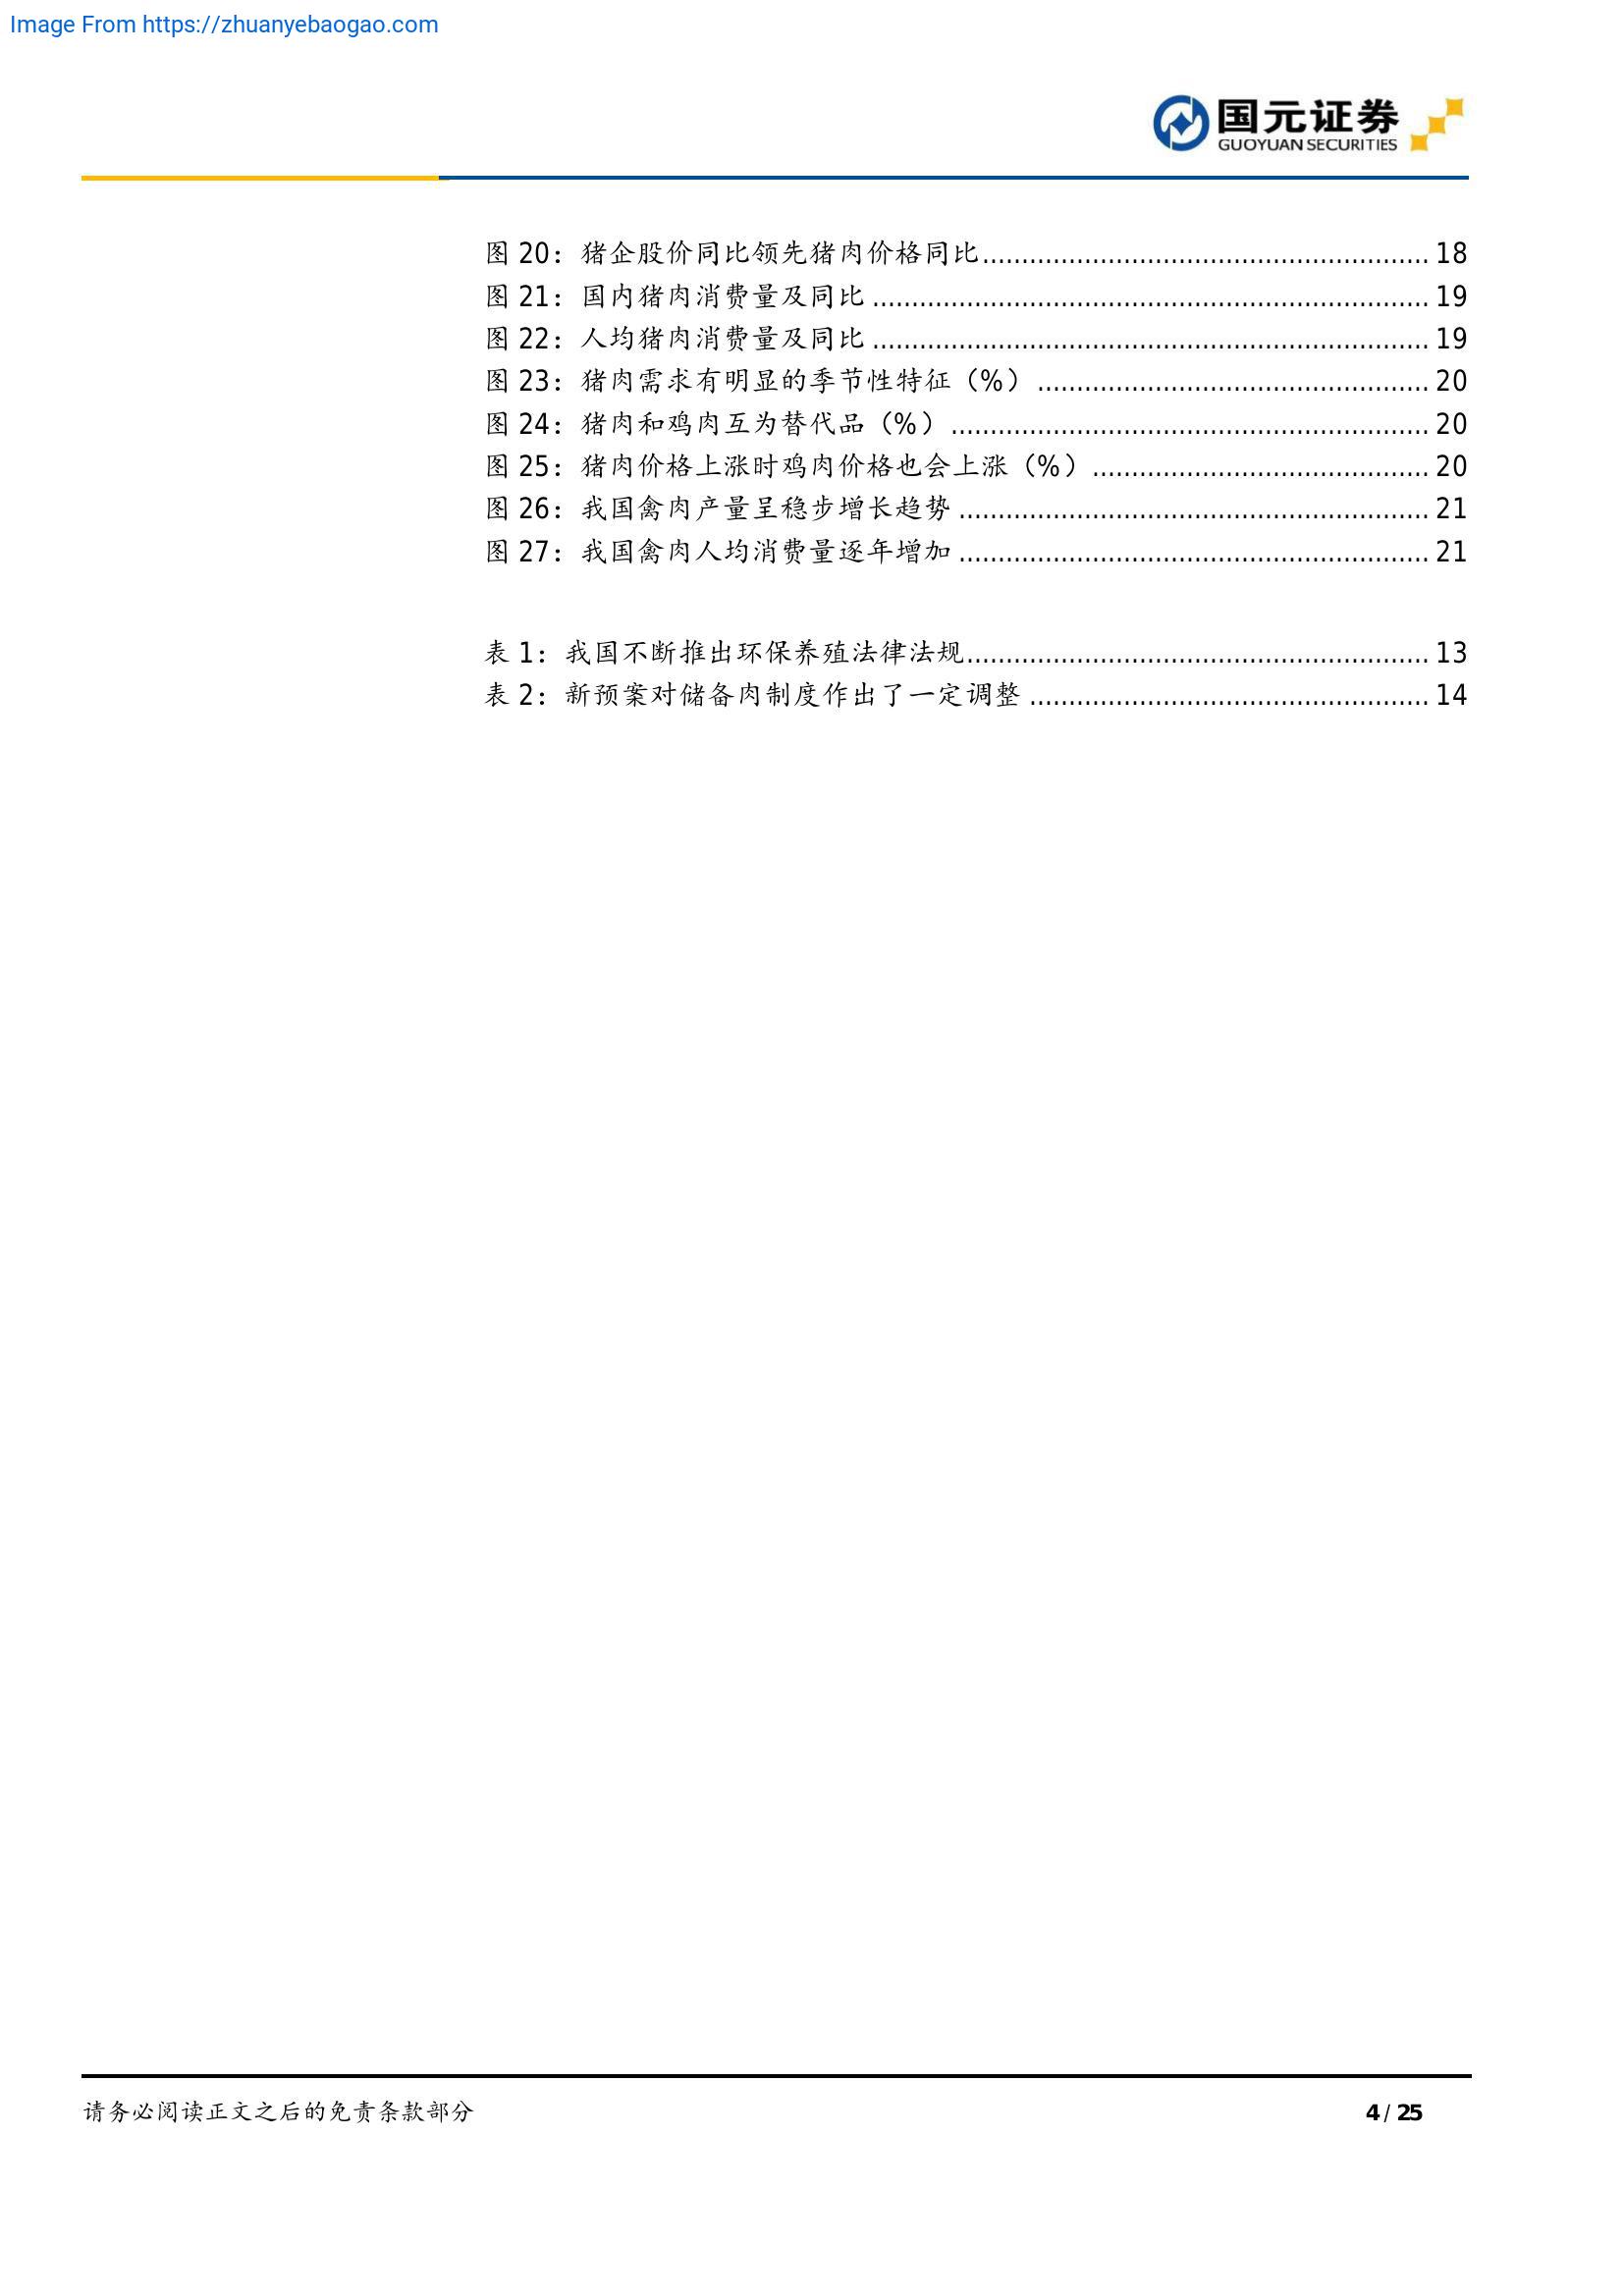 Image From https://zhuanyebaogao.com
国元证券
GUOYUAN SECURITIES
图 20：猪企股价同比领先猪肉价格同比......................................................... 18
图 21：国内猪肉消费量及同比....................................................................... 19
图 22：人均猪肉消费量及同比....................................................................... 19
图 23：猪肉需求有明显的季节性特征（%）.................................................. 20
图 24：猪肉和鸡肉互为替代品（%）............................................................. 20
图 25：猪肉价格上涨时鸡肉价格也会上涨（%）........................................... 20
图 26：我国禽肉产量呈稳步增长趋势............................................................ 21
图 27：我国禽肉人均消费量逐年增加............................................................ 21
表 1：我国不断推出环保养殖法律法规........................................................... 13
表 2：新预案对储备肉制度作出了一定调整................................................... 14
请务必阅读正文之后的免责条款部分
4 / 25